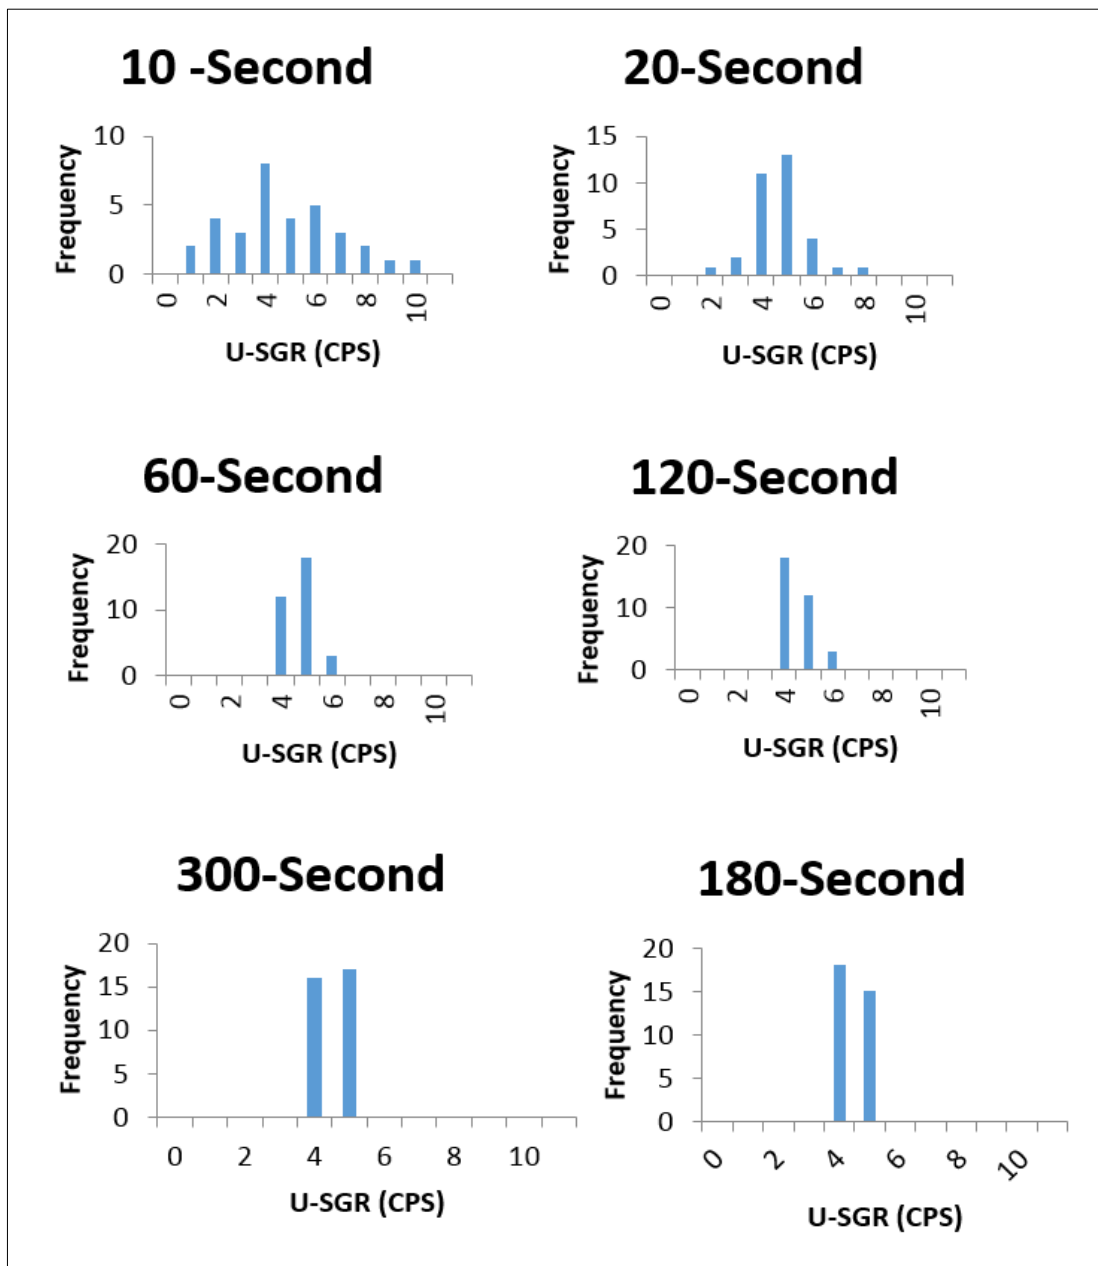 10 -Second
10
5
0
Frequency
0 2 4 6 8 10
U-SGR (CPS)
20-Second
15
10
5
0
Frequency
0 2 4 6 8 10
U-SGR (CPS)
60-Second
20
10
0
Frequency
0 2 4 6 8 10
U-SGR (CPS)
120-Second
20
10
0
Frequency
0 2 4 6 8 10
U-SGR (CPS)
300-Second
20
15
10
5
0
Frequency
0 2 4 6 8 10
U-SGR (CPS)
180-Second
20
15
10
5
0
Frequency
0 2 4 6 8 10
U-SGR (CPS)